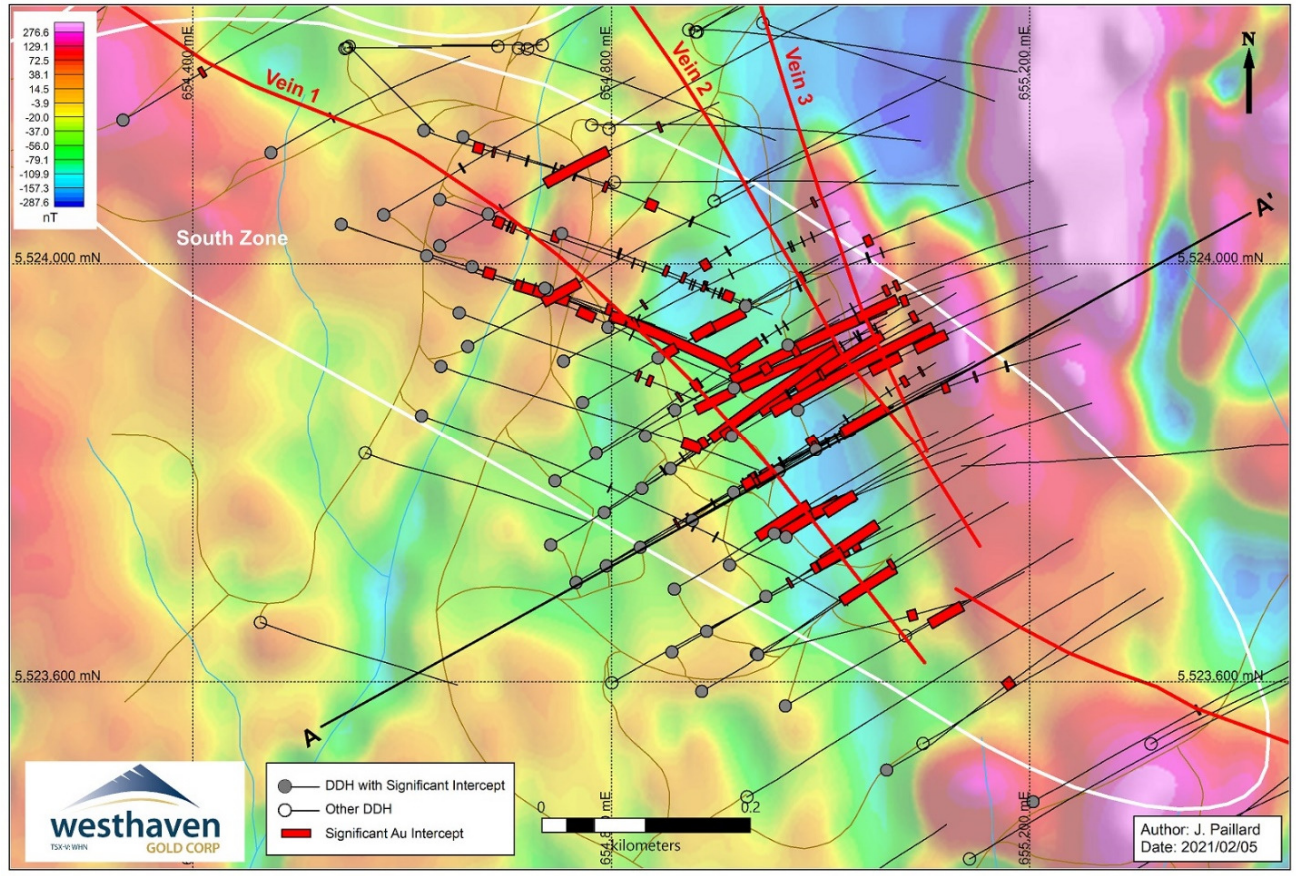 276.6
129.1
72.5
38.1
14.5
-3.9
-20.0
-37.0
-56.0
-79.1
-109.9
-157.3
-287.6
nT
654,400 mE
654,800 mE
655,200 mE
N
Vein 1
Vein 2
Vein 3
A'
South Zone
5,524,000 mN
5,524,000 mN
5,523,600 mN
5,523,600 mN
A
westhaven
TSX-V: WHN
GOLD CORP
DDH with Significant Intercept
Other DDH
Significant Au Intercept
0
0.2
kilometers
654,800 mE
655,200 mE
Author: J. Paillard
Date: 2021/02/05